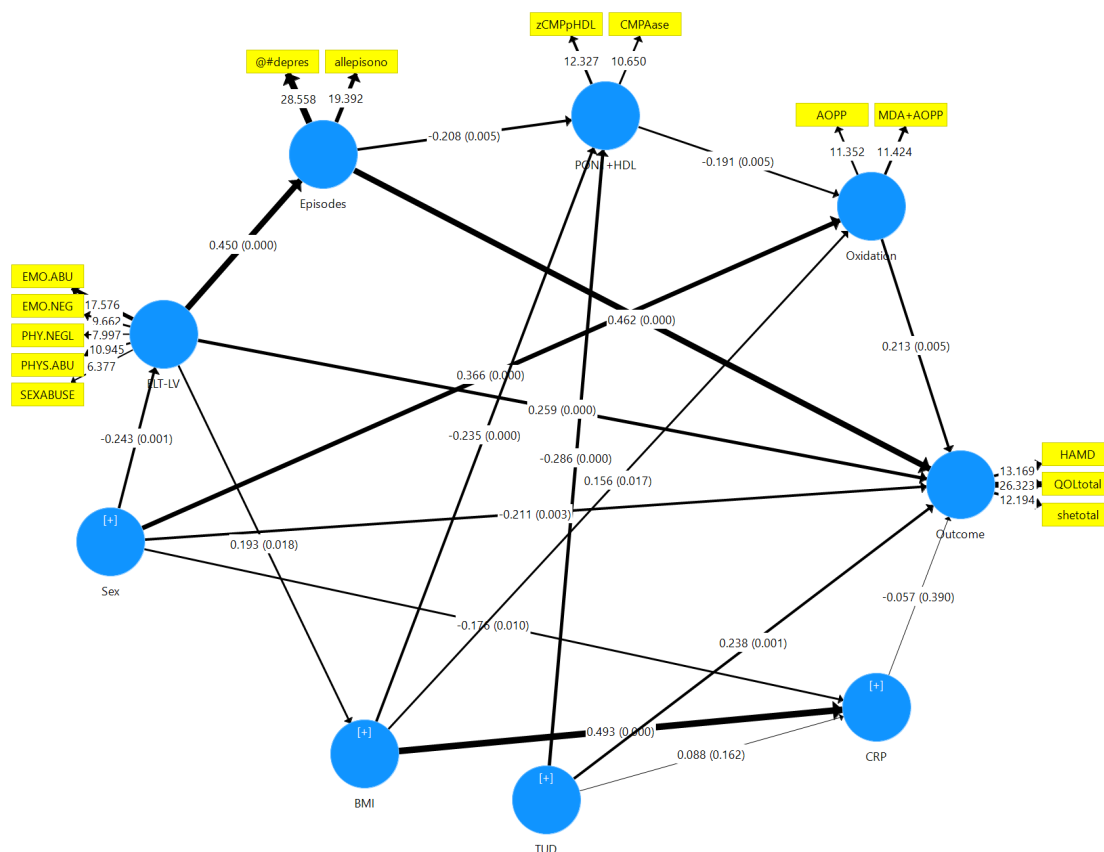 zCMPpHDL
CMPAase
12.327
10.650
@#depres
allepisono
28.558
19.392
AOPP
MDA+AOPP
11.352
11.424
-0.208 (0.005)
-0.191 (0.005)
+HDL
Episodes
0.450 (0.000)
Oxidation
EMO.ABU
EMO.NEG
PHY.NEGL
PHYS.ABU
SEXABUSE
17.576
9.662
7.997
10.945
6.377
0.462 (0.000)
0.213 (0.005)
0.366 (0.000)
0.259 (0.000)
-0.243 (0.001)
-0.235 (0.000)
-0.286 (0.000)
0.156 (0.017)
HAMD
QOLtotal
shetotal
13.169
26.323
12.194
[+]
-0.211 (0.003)
Outcome
0.193 (0.018)
Sex
-0.057 (0.390)
-0.176 (0.010)
0.238 (0.001)
[+]
[+]
0.493 (0.000)
0.088 (0.162)
CRP
[+]
BMI
TUD